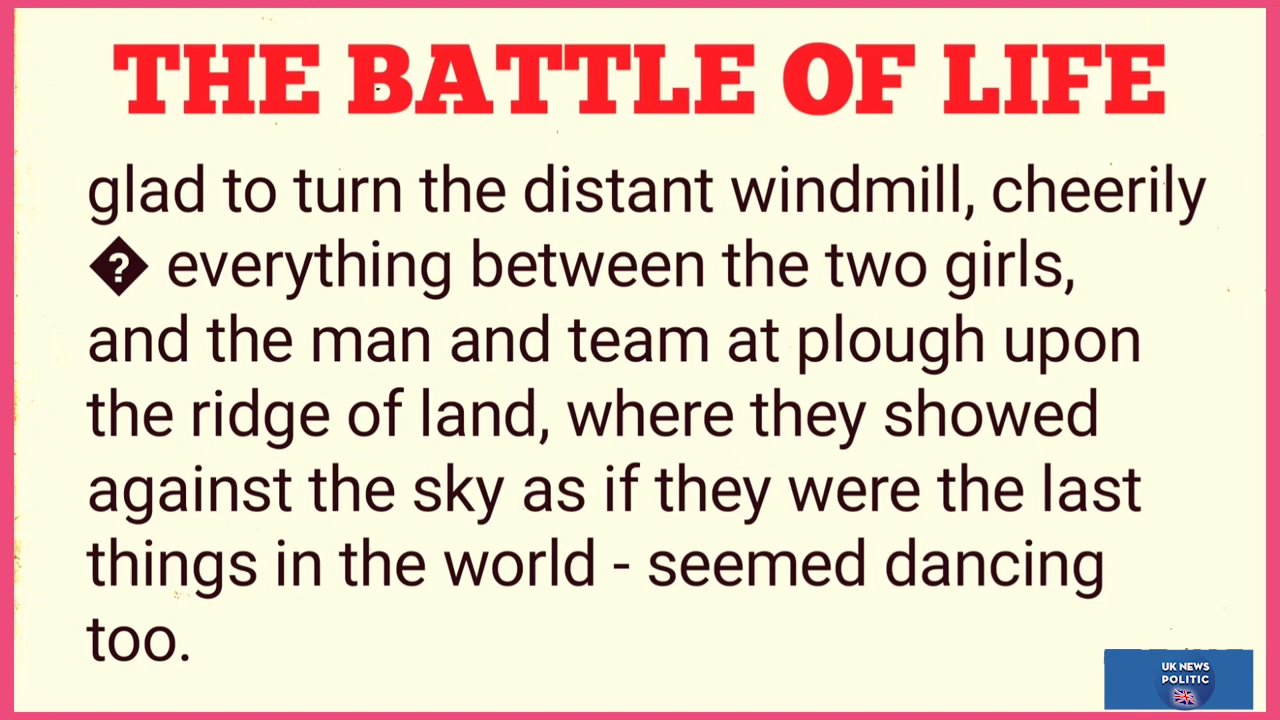 THE BATTLE OF LIFE
glad to turn the distant windmill, cheerily
� everything between the two girls,
and the man and team at plough upon
the ridge of land, where they showed
against the sky as if they were the last
things in the world - seemed dancing
too.
UK NEWS
POLITIC